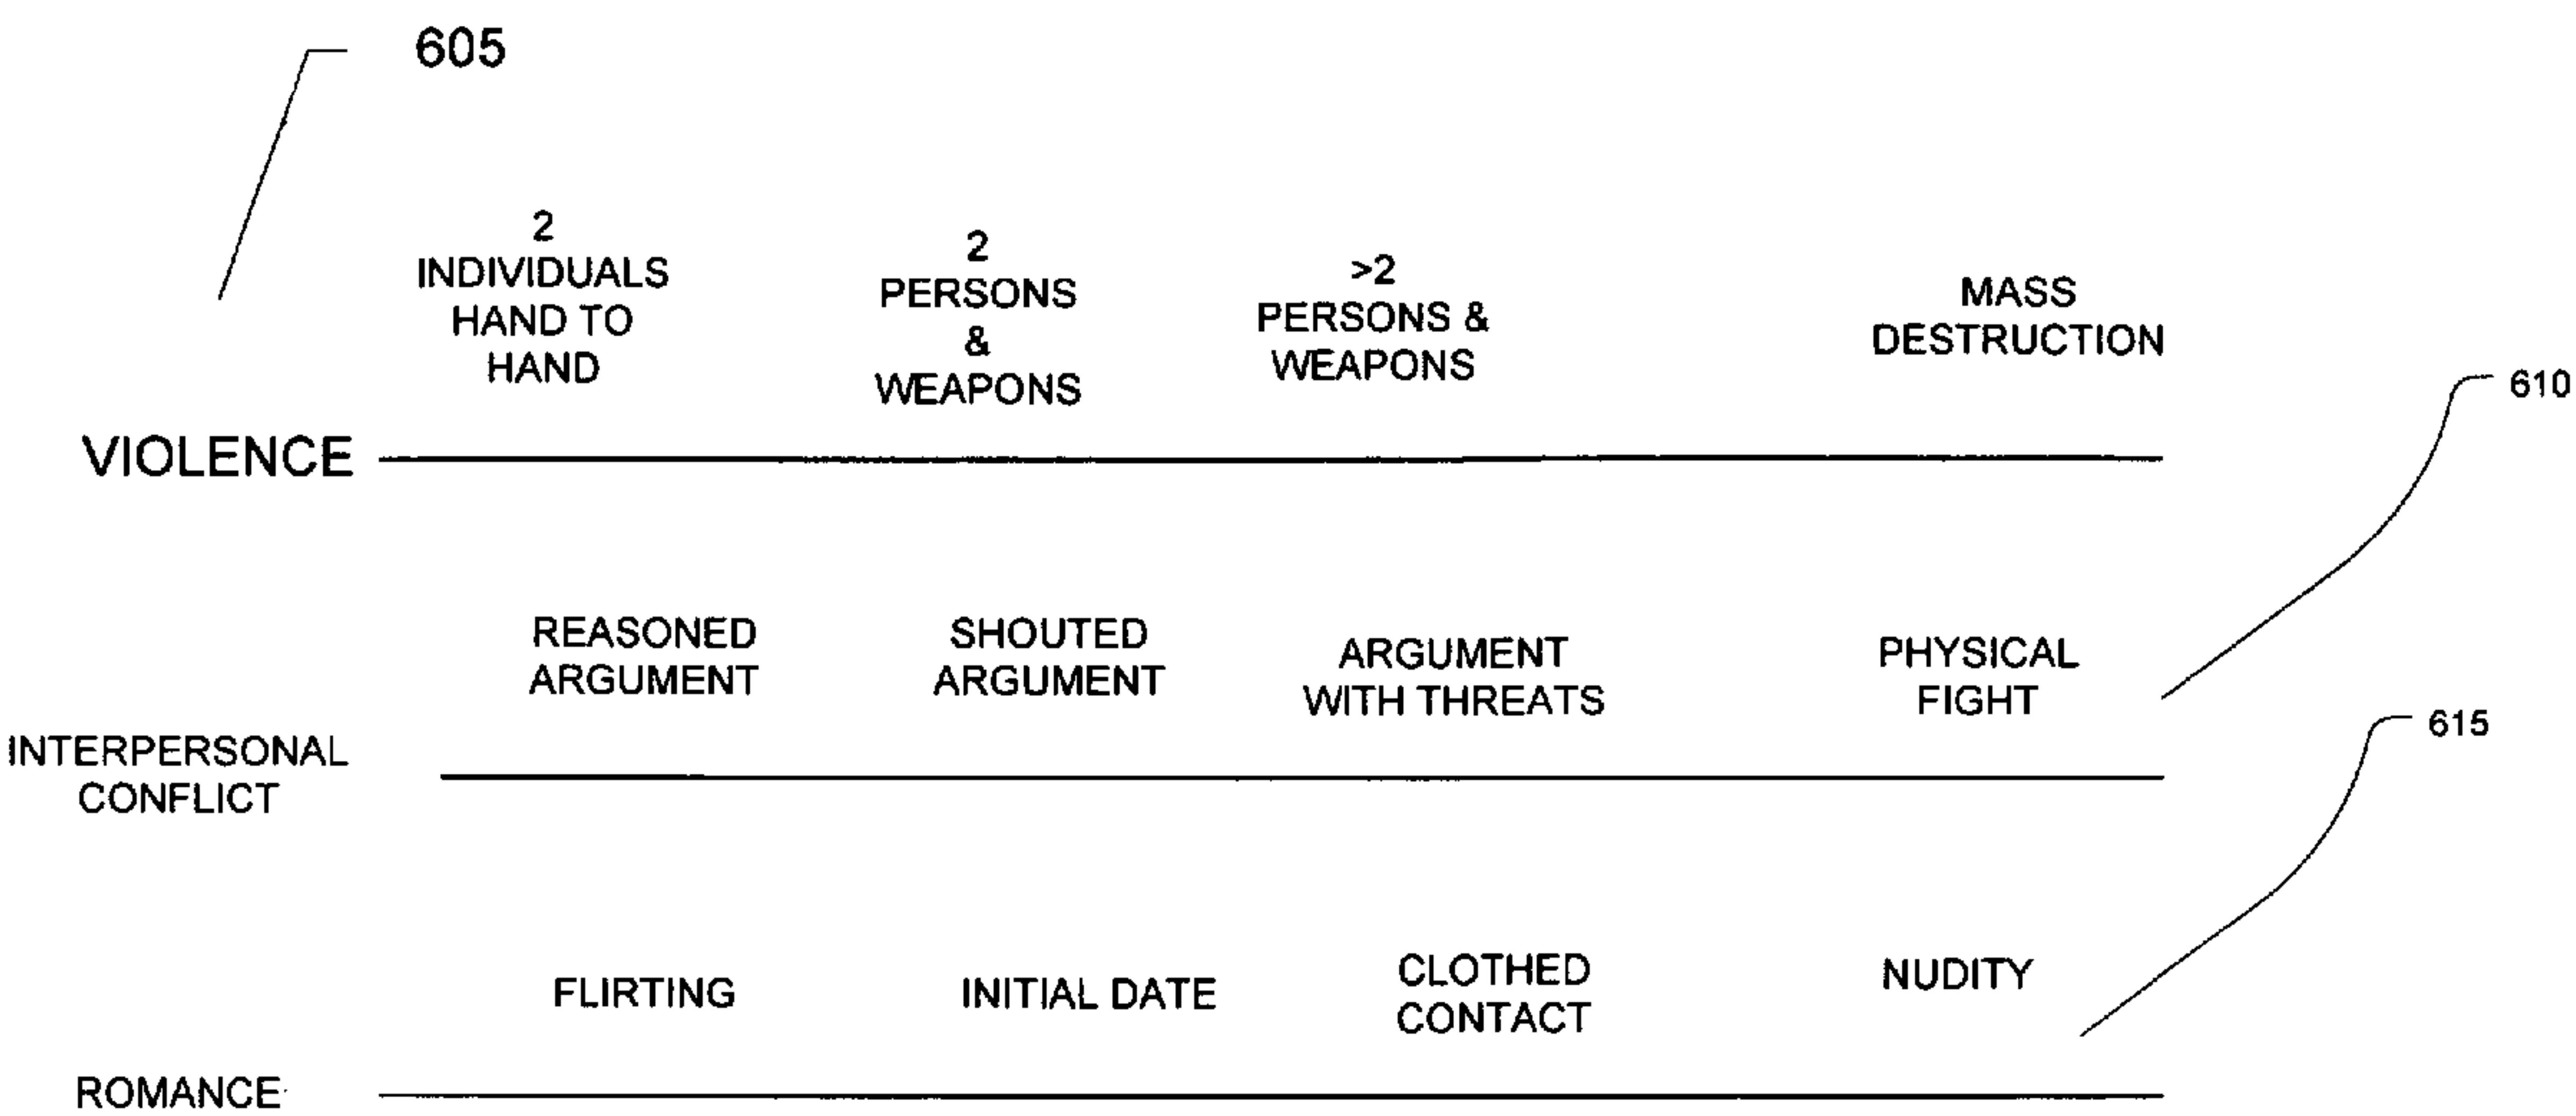 605
2
INDIVIDUALS
HAND TO
HAND
2
PERSONS
&
WEAPONS
>2
PERSONS &
WEAPONS
MASS
DESTRUCTION
610
VIOLENCE
REASONED
ARGUMENT
SHOUTED
ARGUMENT
ARGUMENT
WITH THREATS
PHYSICAL
FIGHT
615
INTERPERSONAL
CONFLICT
FLIRTING
INITIAL DATE
CLOTHED
CONTACT
NUDITY
ROMANCE